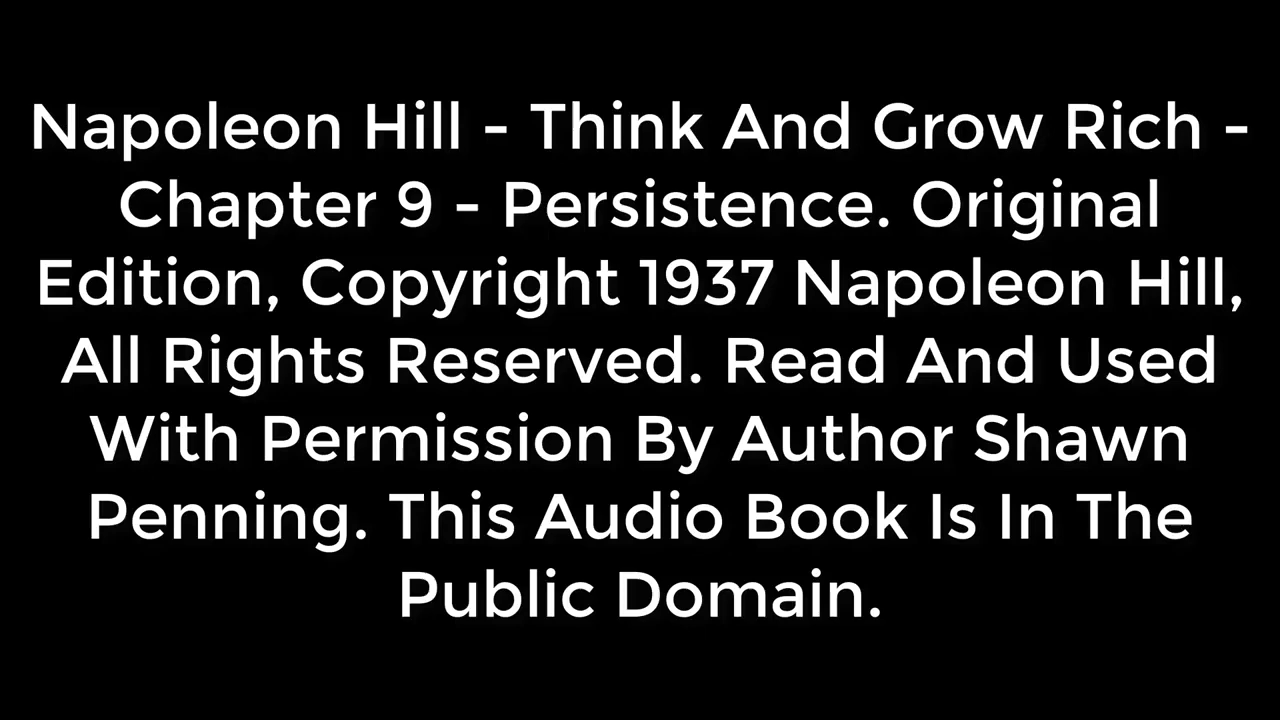 Napoleon Hill - Think And Grow Rich -
Chapter 9 - Persistence. Original
Edition, Copyright 1937 Napoleon Hill,
All Rights Reserved. Read And Used
With Permission By Author Shawn
Penning. This Audio Book Is In The
Public Domain.